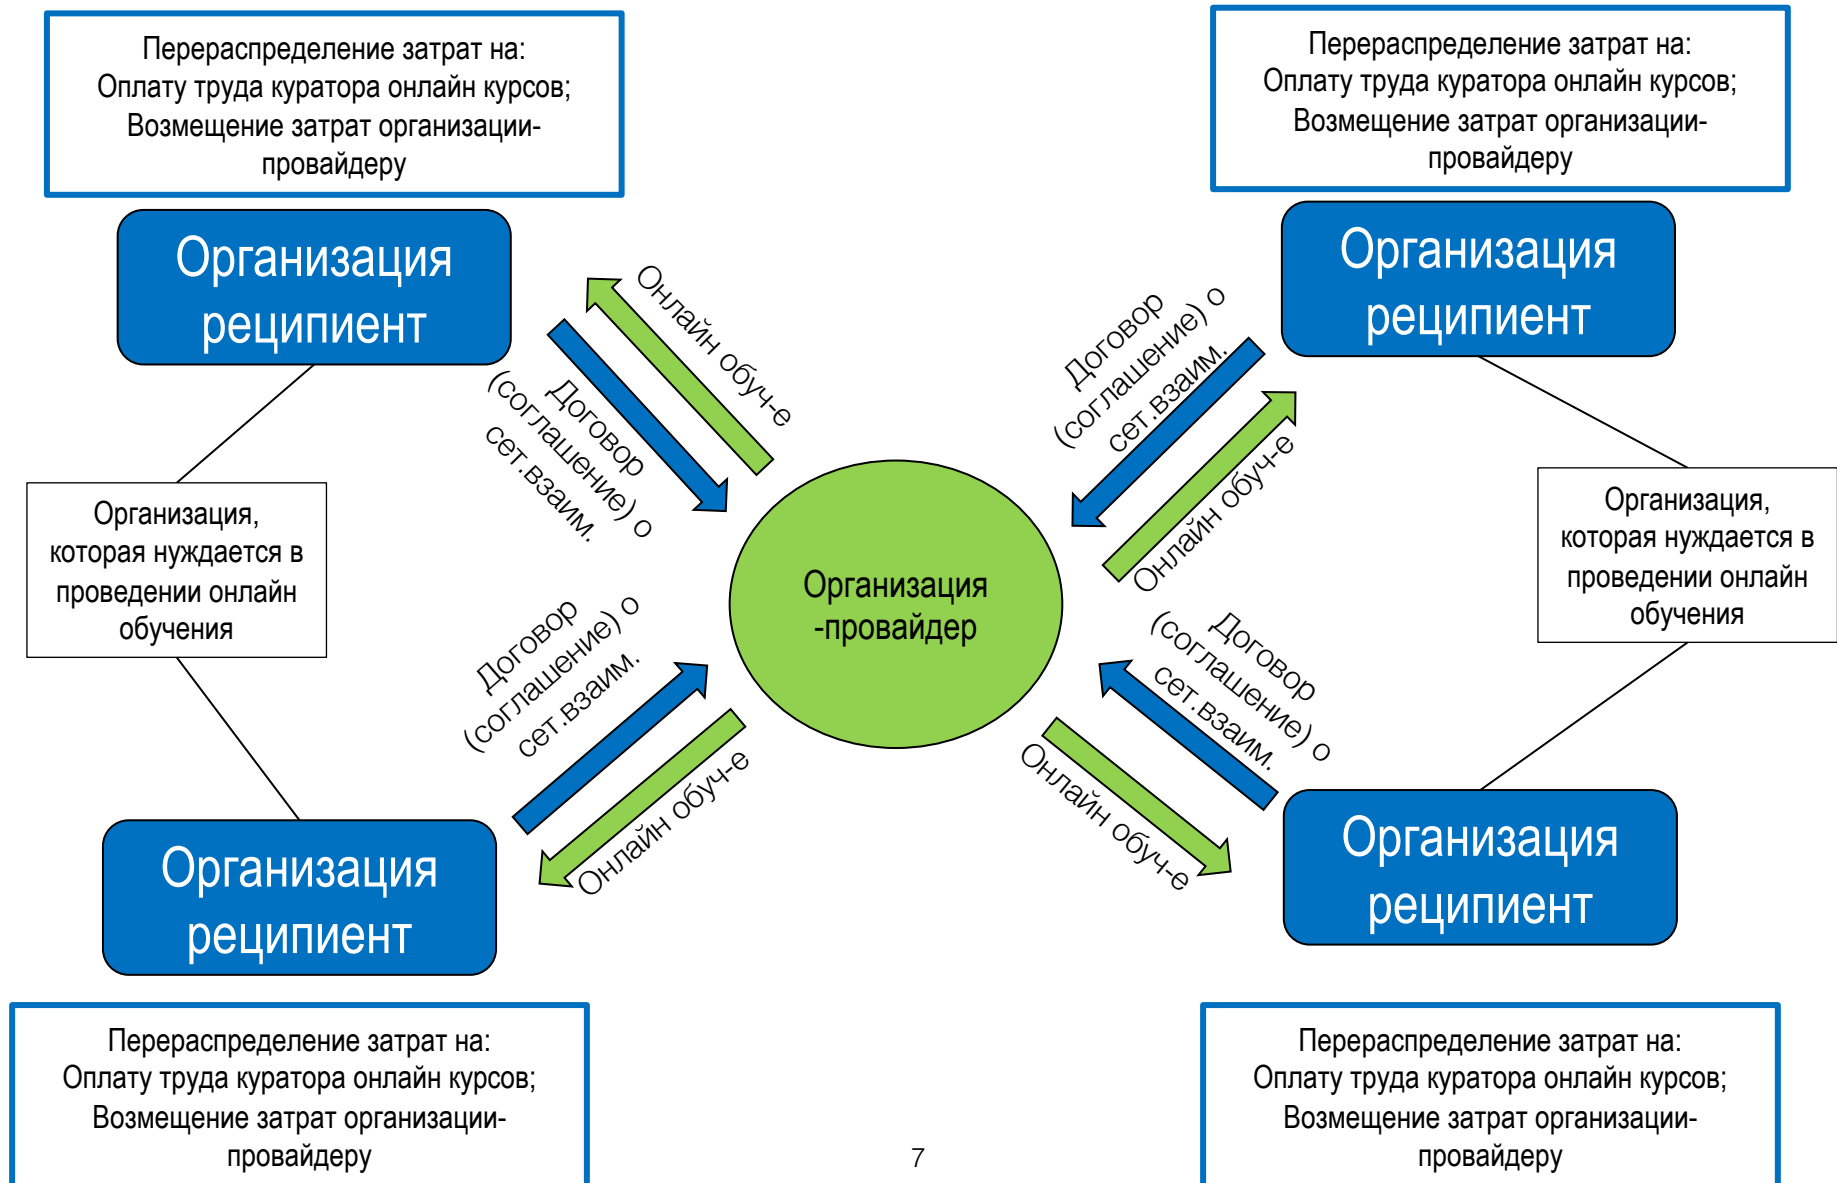 Перераспределение затрат на:
Оплату труда куратора онлайн курсов;
Возмещение затрат организации-
провайдеру
Перераспределение затрат на:
Оплату труда куратора онлайн курсов;
Возмещение затрат организации-
провайдеру
Организация
реципиент
Организация
реципиент
Онлайн обуч-е
Договор
(соглашение) о
сет.взаим.
Договор
(соглашение) о
сет.взаим.
Онлайн обуч-е
Организация,
которая нуждается в
проведении онлайн
обучения
Организация
-провайдер
Организация,
которая нуждается в
проведении онлайн
обучения
Договор
(соглашение) о
сет.взаим.
Онлайн обуч-е
Договор
(соглашение) о
сет.взаим.
Онлайн обуч-е
Организация
реципиент
Организация
реципиент
Перераспределение затрат на:
Оплату труда куратора онлайн курсов;
Возмещение затрат организации-
провайдеру
7
Перераспределение затрат на:
Оплату труда куратора онлайн курсов;
Возмещение затрат организации-
провайдеру